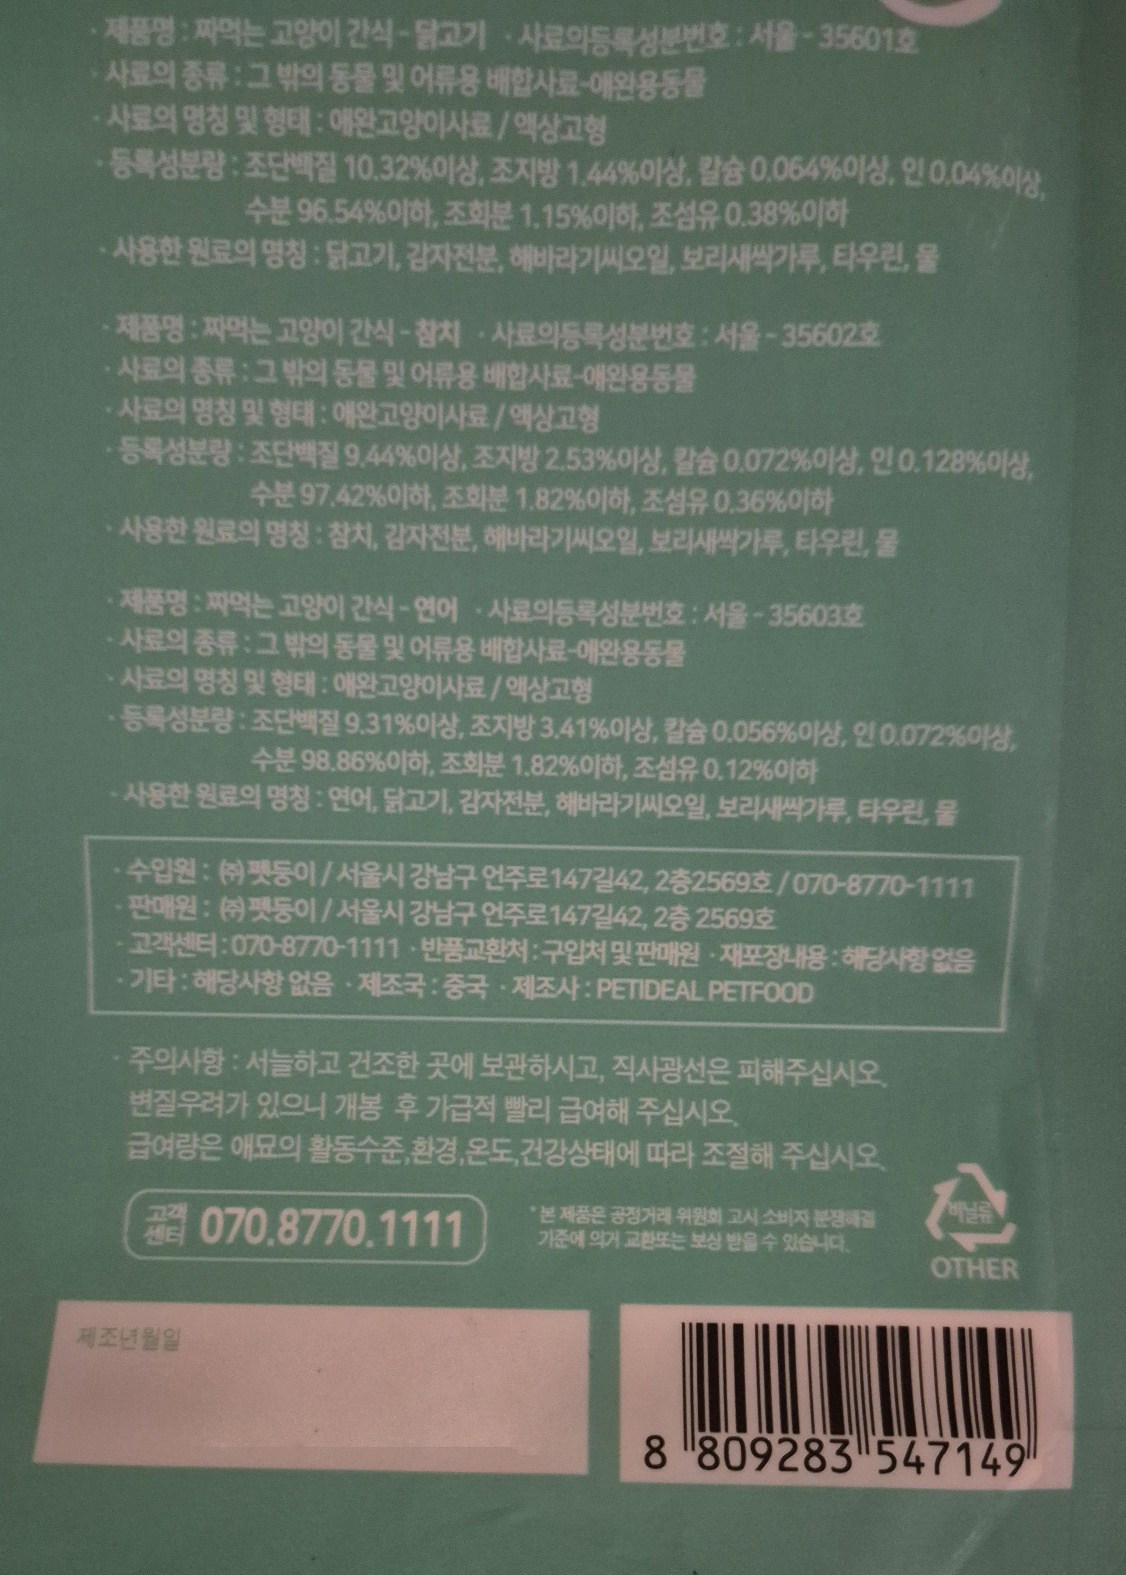 · 제품명 : 짜먹는 고양이 간식 - 닭고기 · 사료의등록성분번호 : 서울 - 35601호
· 사료의 종류 : 그 밖의 동물 및 어류용 배합사료-애완용동물
· 사료의 명칭 및 형태 : 애완고양이사료 / 액상고형
· 등록성분량 : 조단백질 10.32%이상, 조지방 1.44%이상, 칼슘 0.064%이상, 인 0.04%이상,
수분 96.54%이하, 조회분 1.15%이하, 조섬유 0.38%이하
· 사용한 원료의 명칭 : 닭고기, 감자전분, 해바라기씨오일, 보리새싹가루, 타우린, 물
· 제품명 : 짜먹는 고양이 간식 - 참치 · 사료의등록성분번호 : 서울 - 35602호
· 사료의 종류 : 그 밖의 동물 및 어류용 배합사료-애완용동물
· 사료의 명칭 및 형태 : 애완고양이사료 / 액상고형
· 등록성분량 : 조단백질 9.44%이상, 조지방 2.53%이상, 칼슘 0.072%이상, 인 0.128%이상,
수분 97.42%이하, 조회분 1.82%이하, 조섬유 0.36%이하
· 사용한 원료의 명칭 : 참치, 감자전분, 해바라기씨오일, 보리새싹가루, 타우린, 물
· 제품명 : 짜먹는 고양이 간식 - 연어 · 사료의등록성분번호 : 서울 - 35603호
· 사료의 종류 : 그 밖의 동물 및 어류용 배합사료-애완용동물
· 사료의 명칭 및 형태 : 애완고양이사료 / 액상고형
· 등록성분량 : 조단백질 9.31%이상, 조지방 3.41%이상, 칼슘 0.056%이상, 인 0.072%이상,
수분 98.86%이하, 조회분 1.82%이하, 조섬유 0.12%이하
· 사용한 원료의 명칭 : 연어, 닭고기, 감자전분, 해바라기씨오일, 보리새싹가루, 타우린, 물
· 수입원 : ㈜ 펫둥이 / 서울시 강남구 언주로147길42, 2층2569호 / 070-8770-1111
· 판매원 : ㈜ 펫둥이 / 서울시 강남구 언주로147길42, 2층 2569호
· 고객센터 : 070-8770-1111 · 반품교환처 : 구입처 및 판매원 · 재포장내용 : 해당사항 없음
· 기타 : 해당사항 없음 · 제조국 : 중국 · 제조사 : PETIDEAL PETFOOD
· 주의사항 : 서늘하고 건조한 곳에 보관하시고, 직사광선은 피해주십시오.
변질우려가 있으니 개봉 후 가급적 빨리 급여해 주십시오.
급여량은 애묘의 활동수준,환경,온도,건강상태에 따라 조절해 주십시오.
고객센터 070.8770.1111
* 본 제품은 공정거래 위원회 고시 소비자 분쟁해결
기준에 의거 교환또는 보상 받을 수 있습니다.
비닐류
OTHER
제조년월일
8 809283 547149